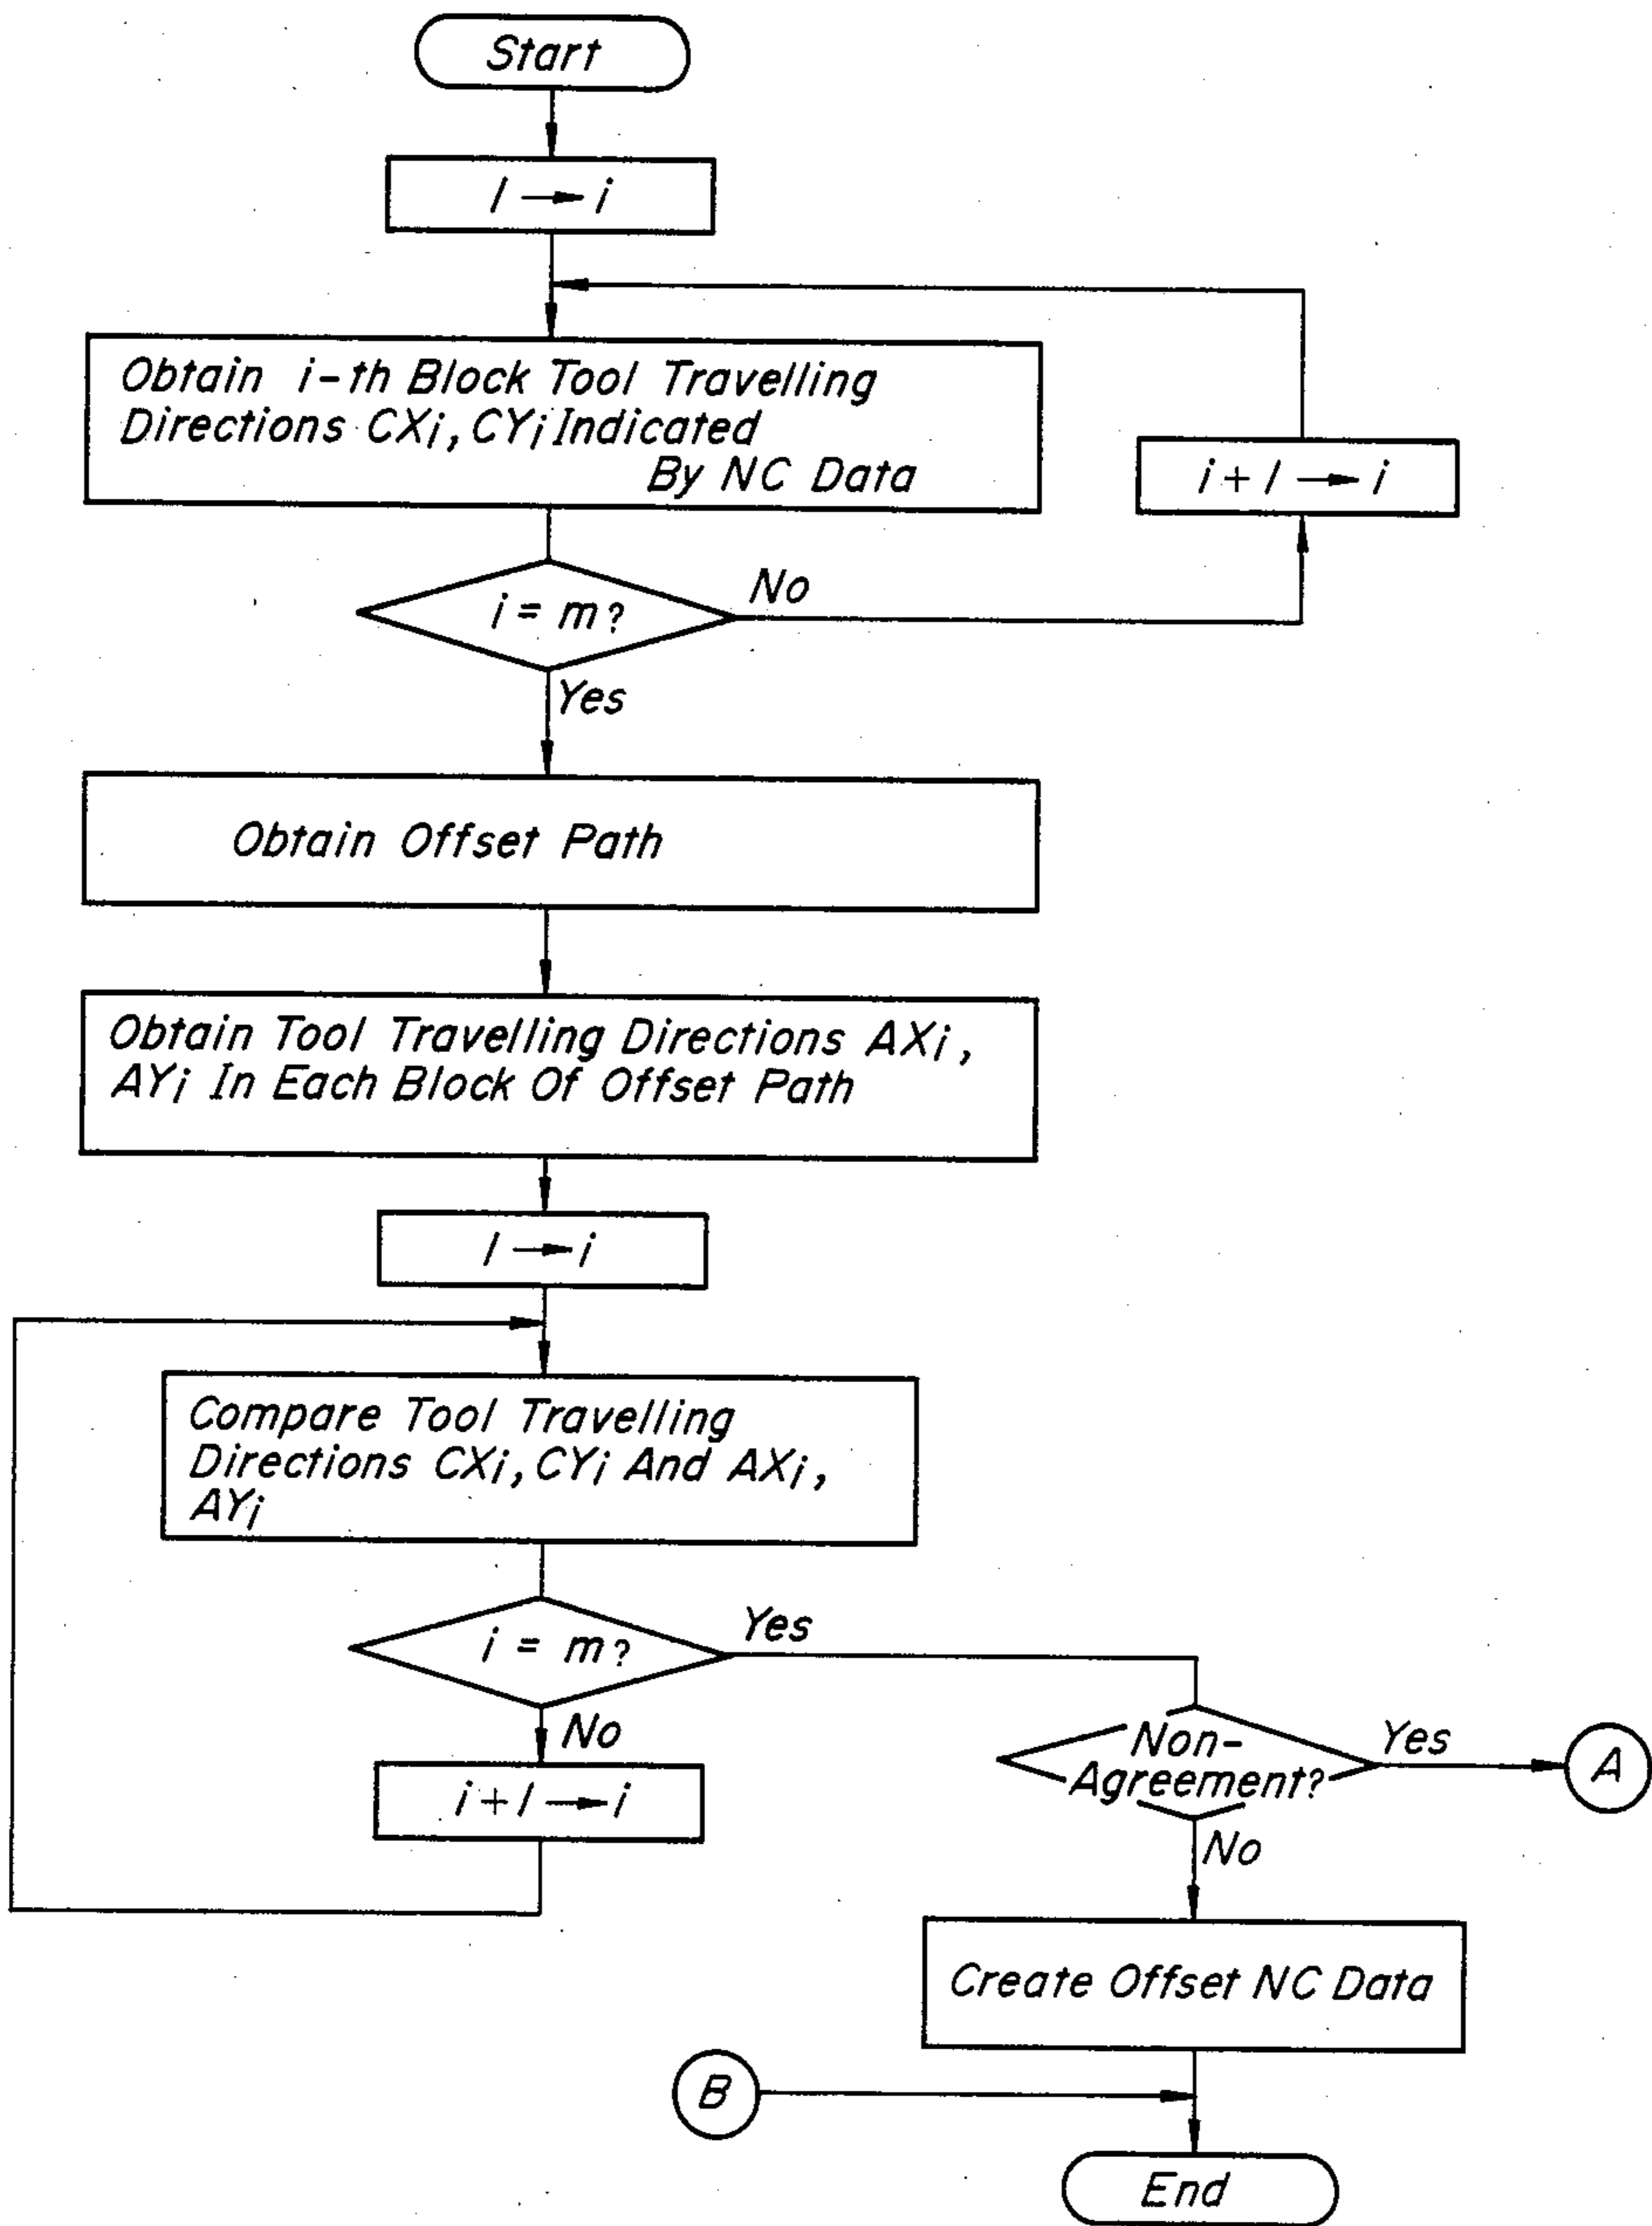 Start
1 → i
Obtain i-th Block Tool Travelling
Directions CXi, CYi Indicated
By NC Data
i + 1 → i
i = m?
No
Yes
Obtain Offset Path
Obtain Tool Travelling Directions AXi,
AYi In Each Block Of Offset Path
1 → i
Compare Tool Travelling
Directions CXi, CYi And AXi,
AYi
i = m?
Yes
No
i + 1 → i
Non-
Agreement?
Yes
A
No
Create Offset NC Data
B
End